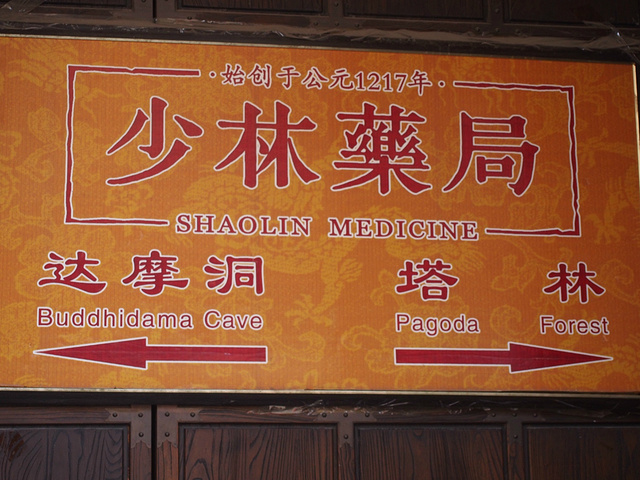 ·始创于公元1217年·
少林藥局
SHAOLIN MEDICINE
达摩洞 塔林
Buddhidama Cave Pagoda Forest